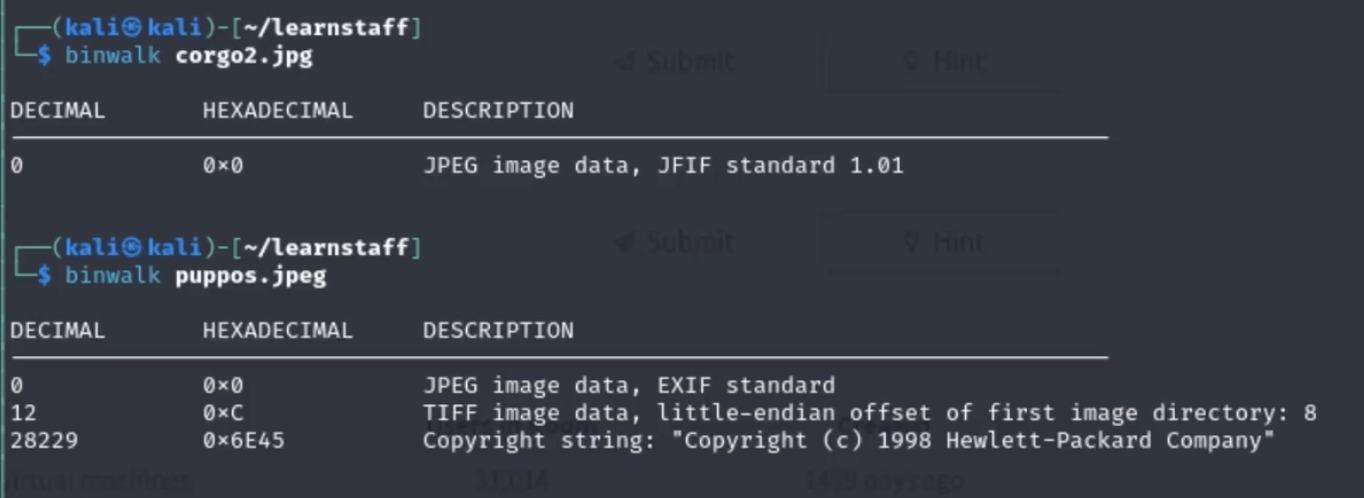 (kali㉿kali)-[~/learnstaff]
$ binwalk corgo2.jpg
Submit Hint
DECIMAL HEXADECIMAL DESCRIPTION
0 0×0 JPEG image data, JFIF standard 1.01
(kali㉿kali)-[~/learnstaff]
Submit Hint
$ binwalk puppos.jpeg
DECIMAL HEXADECIMAL DESCRIPTION
0 0×0 JPEG image data, EXIF standard
12 0×C TIFF image data, little-endian offset of first image directory: 8
28229 0×6E45 Copyright string: "Copyright (c) 1998 Hewlett-Packard Company"
days ago